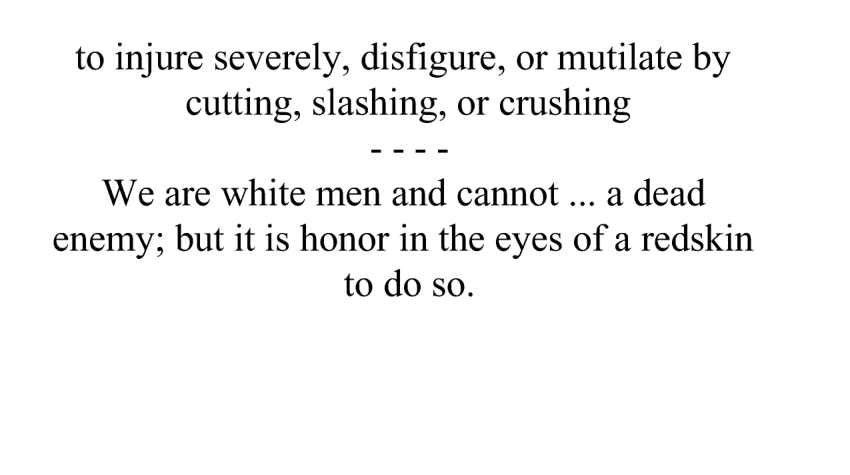 to injure severely, disfigure, or mutilate by
cutting, slashing, or crushing
- - - -
We are white men and cannot ... a dead
enemy; but it is honor in the eyes of a redskin
to do so.